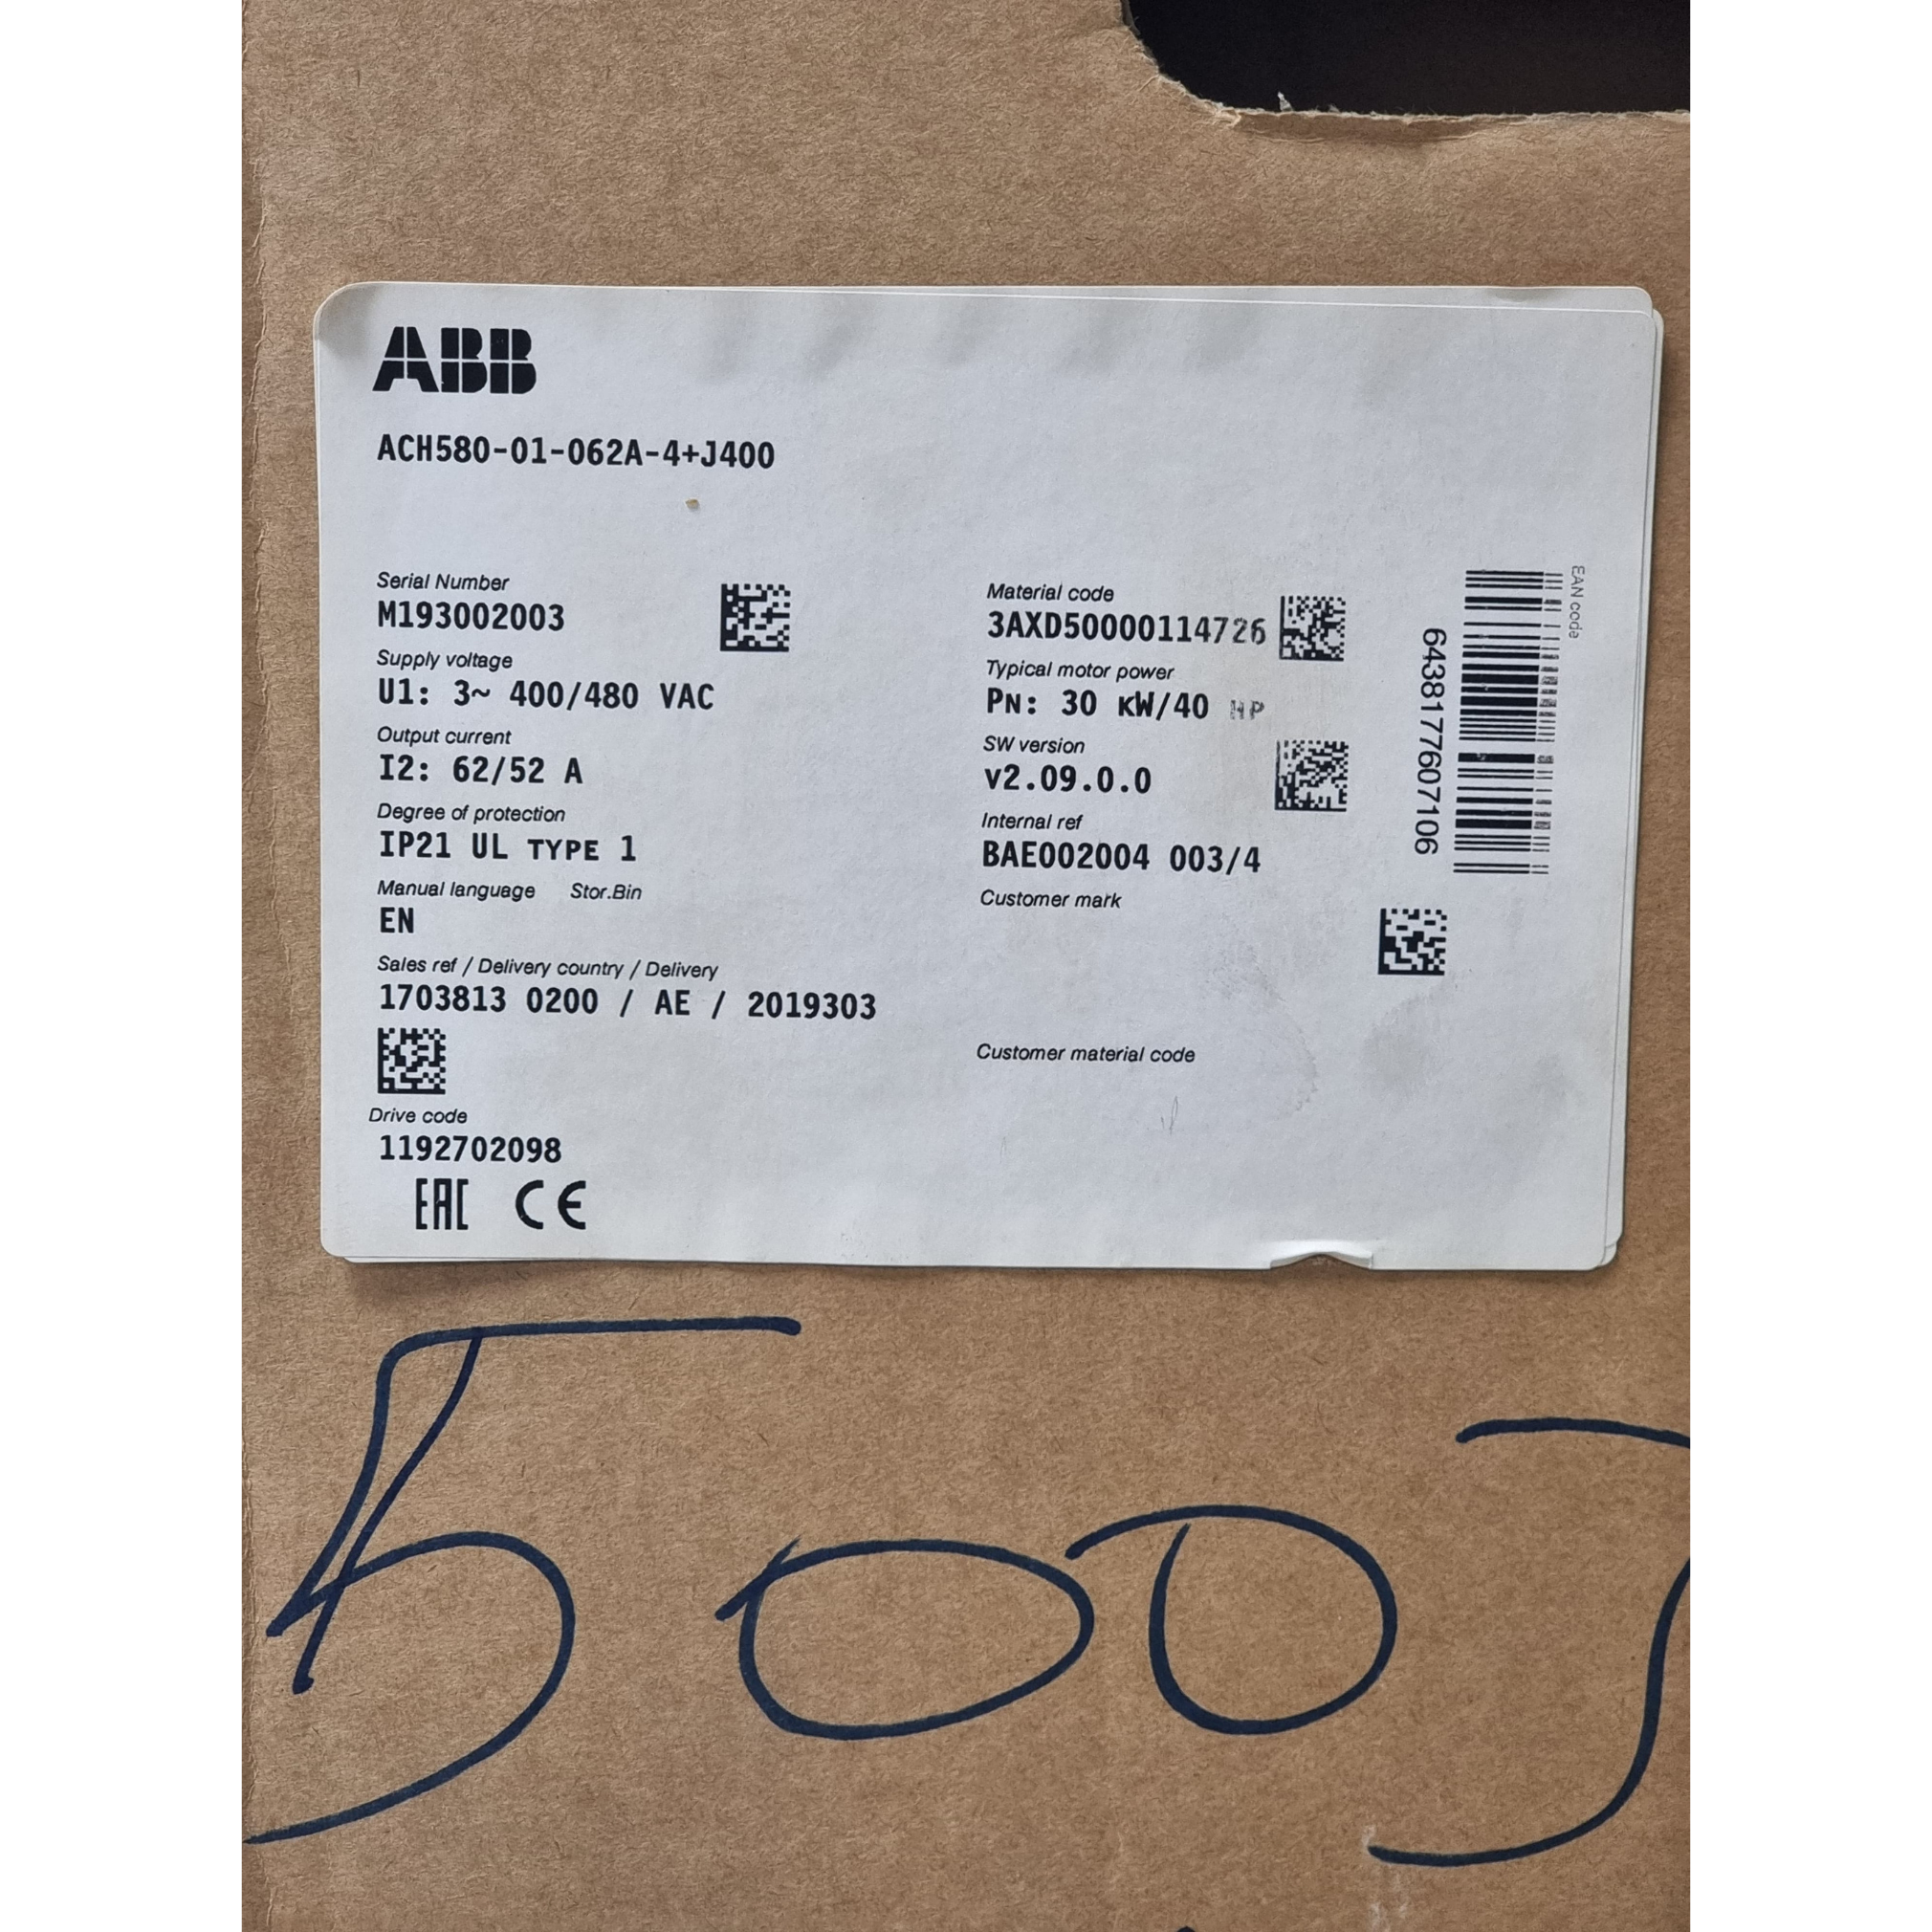 ABB
ACH580-01-062A-4+J400
Serial Number
M193002003
Supply voltage
U1: 3~ 400/480 VAC
Output current
I2: 62/52 A
Degree of protection
IP21 UL TYPE 1
Manual language Stor.Bin
EN
Sales ref / Delivery country / Delivery
1703813 0200 / AE / 2019303
Drive code
1192702098
EAC CE
Material code
3AXD50000114726
Typical motor power
PN: 30 KW/40 HP
SW version
v2.09.0.0
Internal ref
BAE002004 003/4
Customer mark
Customer material code
EAN code
6438177607106
500